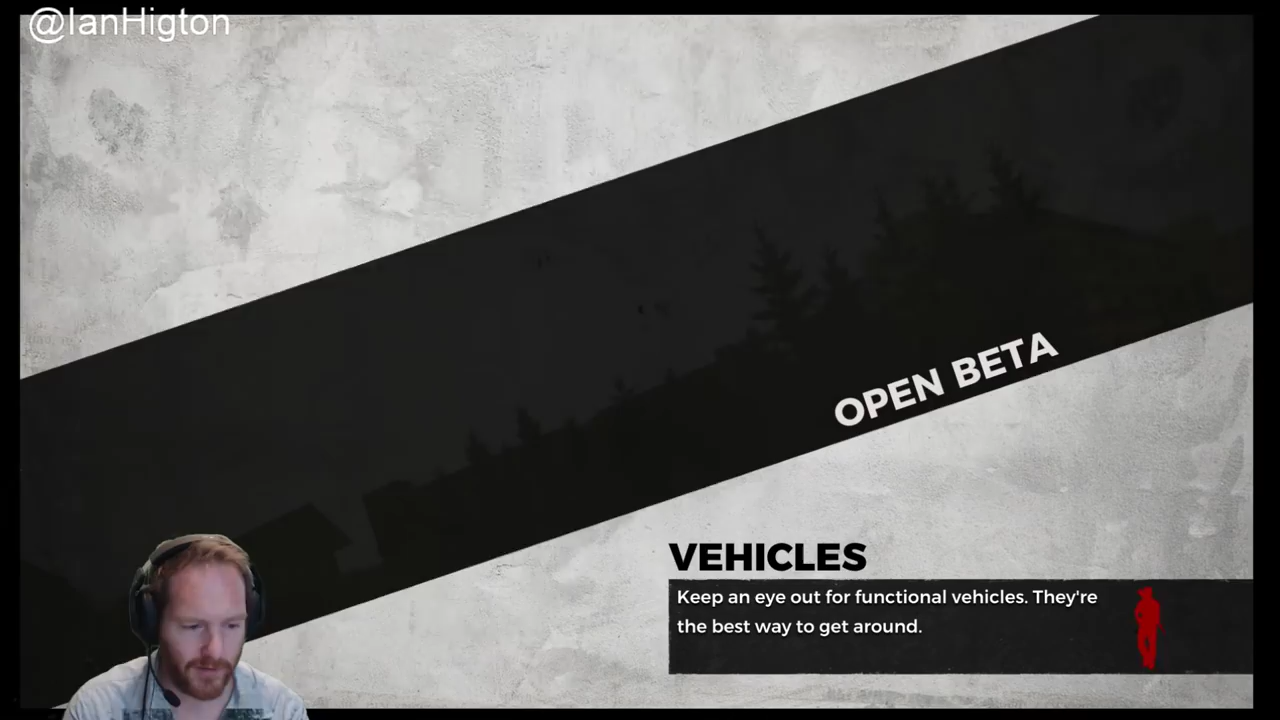 @IanHigton
OPEN BETA
VEHICLES
Keep an eye out for functional vehicles. They're
the best way to get around.